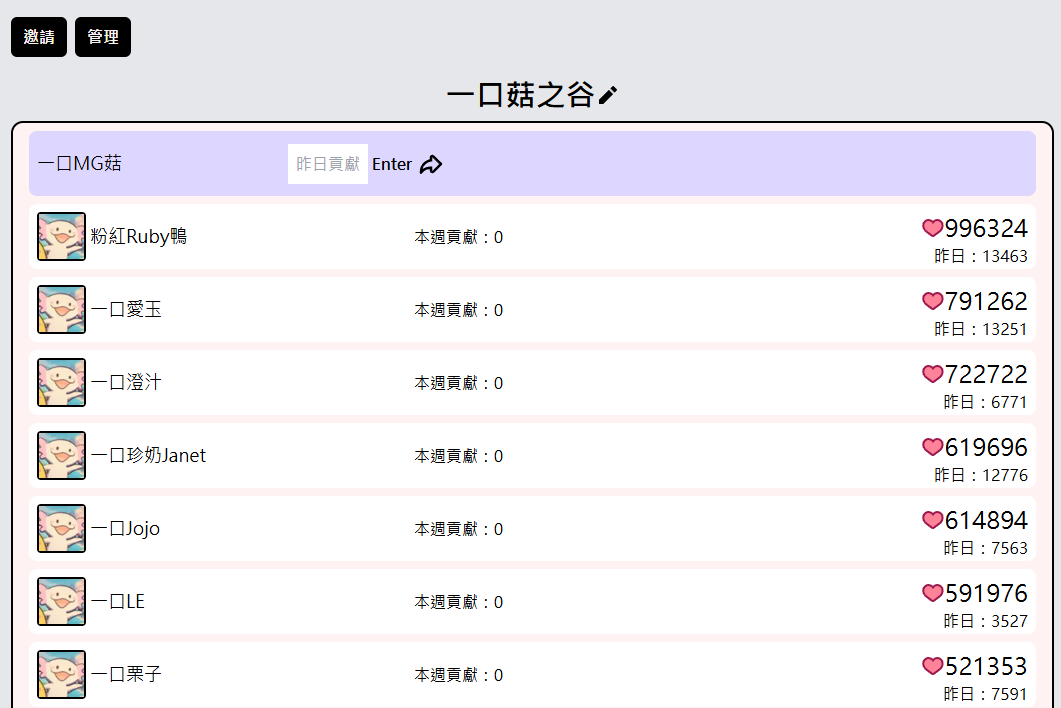 邀請 管理
一口菇之谷
一口MG菇 昨日貢獻 Enter
粉紅Ruby鴨 本週貢獻：0 996324
昨日：13463
一口愛玉 本週貢獻：0 791262
昨日：13251
一口澄汁 本週貢獻：0 722722
昨日：6771
一口珍奶Janet 本週貢獻：0 619696
昨日：12776
一口Jojo 本週貢獻：0 614894
昨日：7563
一口LE 本週貢獻：0 591976
昨日：3527
一口栗子 本週貢獻：0 521353
昨日：7591